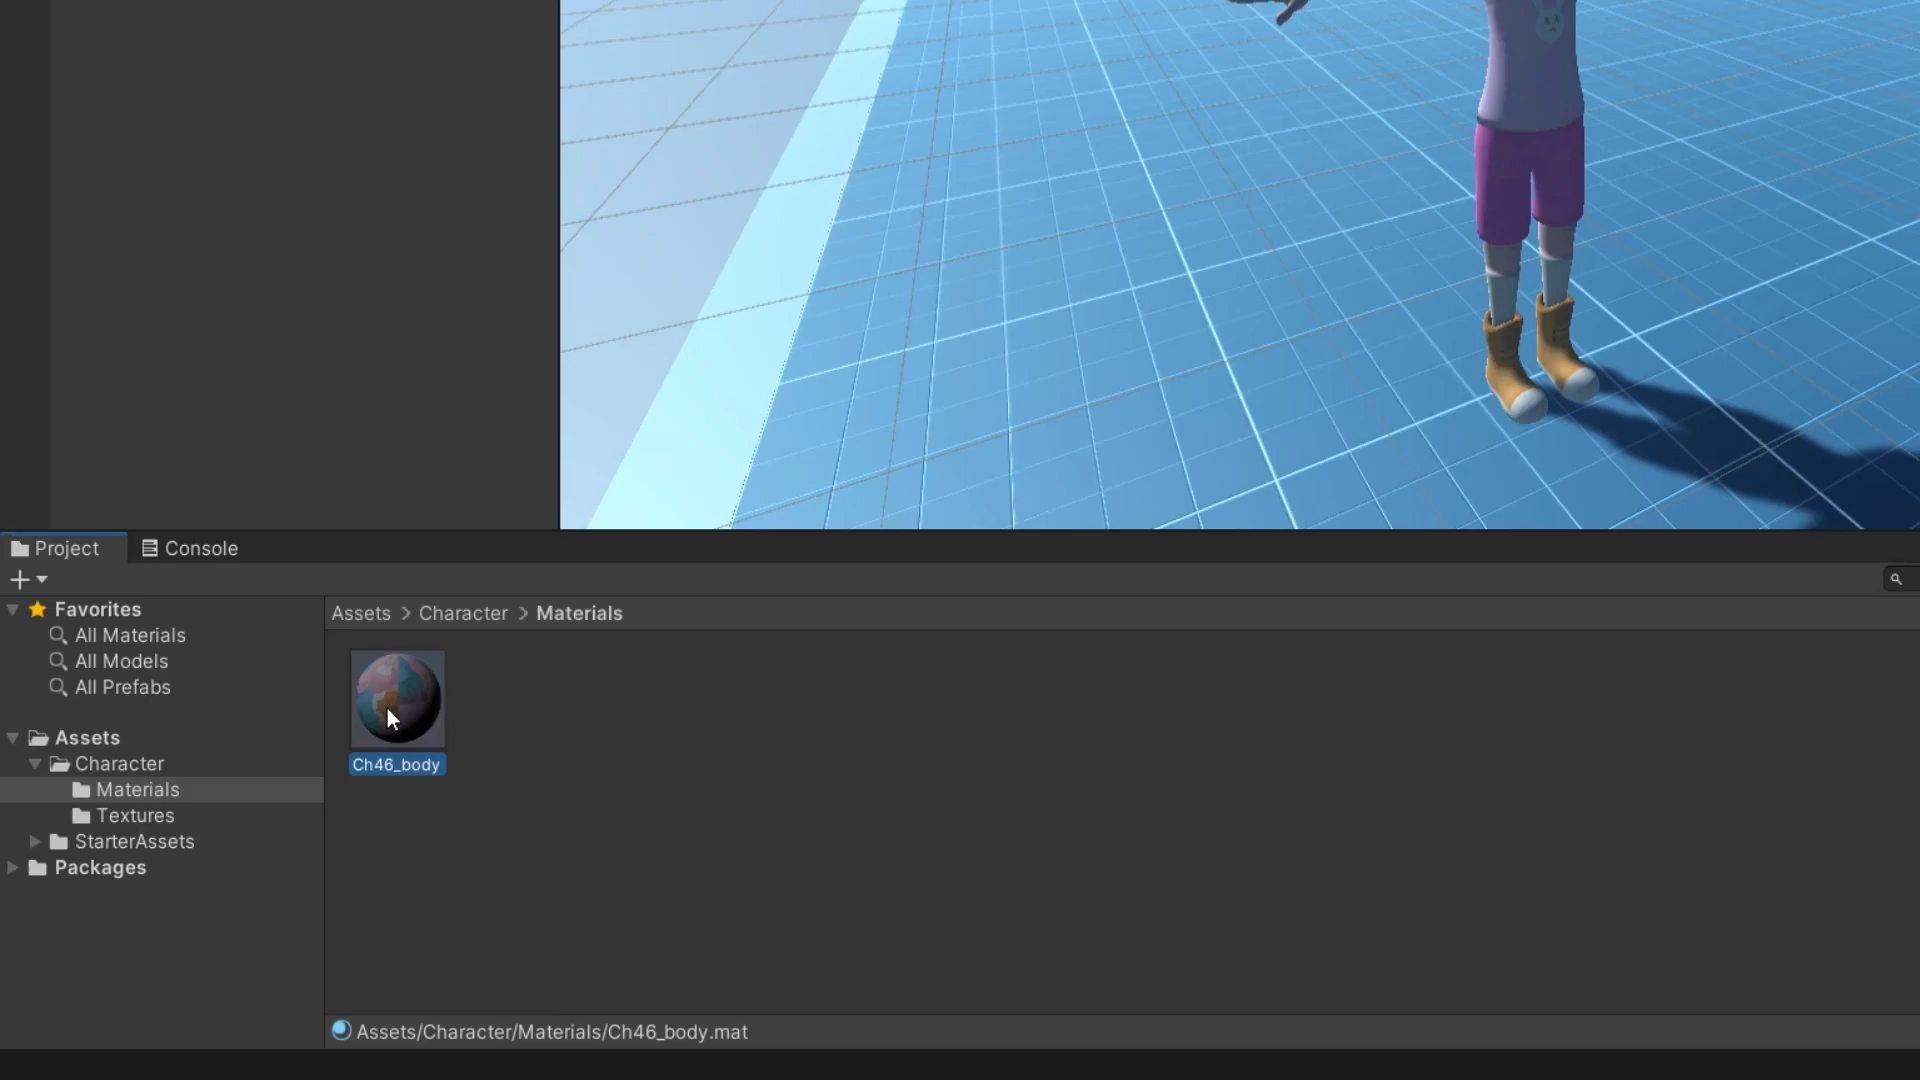 Project
Console
Favorites
All Materials
All Models
All Prefabs
Assets
Character
Materials
Textures
StarterAssets
Packages
Assets > Character > Materials
Ch46_body
Assets/Character/Materials/Ch46_body.mat